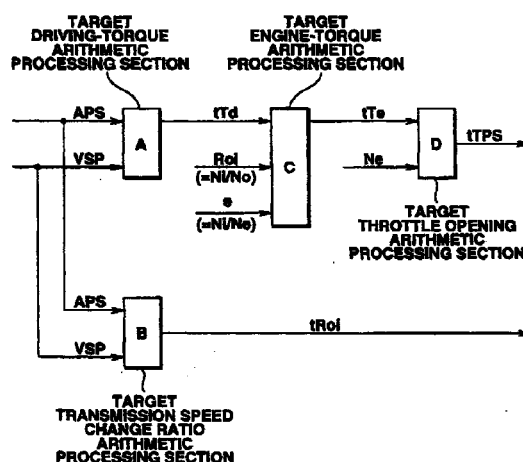 TARGET
DRIVING-TORQUE
ARITHMETIC
PROCESSING SECTION
TARGET
ENGINE-TORQUE
ARITHMETIC
PROCESSING SECTION
APS
VSP
A
tTd
Roi
(=Ni/No)
e
(=Ni/Ne)
C
tTe
Ne
D
tTPS
TARGET
THROTTLE OPENING
ARITHMETIC
PROCESSING SECTION
APS
VSP
B
tRoi
TARGET
TRANSMISSION SPEED
CHANGE RATIO
ARITHMETIC
PROCESSING SECTION